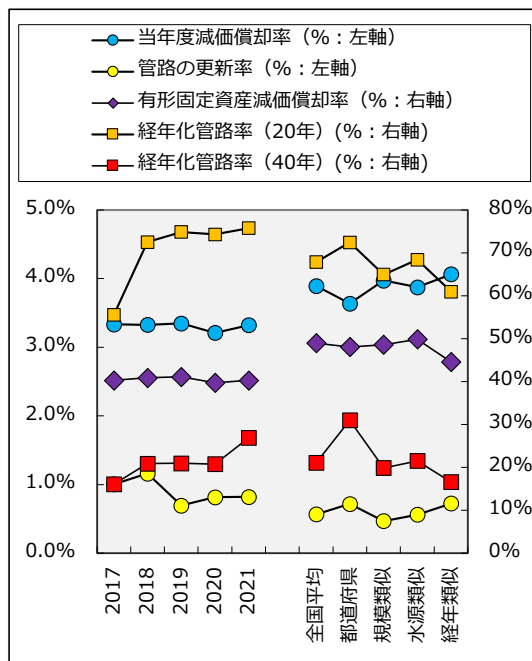 当年度減価償却率（%：左軸）
管路の更新率（%：左軸）
有形固定資産減価償却率（%：右軸）
経年化管路率（20年）(%：右軸)
経年化管路率（40年）(%：右軸)
5.0%
4.0%
3.0%
2.0%
1.0%
0.0%
80%
70%
60%
50%
40%
30%
20%
10%
0%
2017
2018
2019
2020
2021
全国平均
都道府県
規模類似
水源類似
経年類似